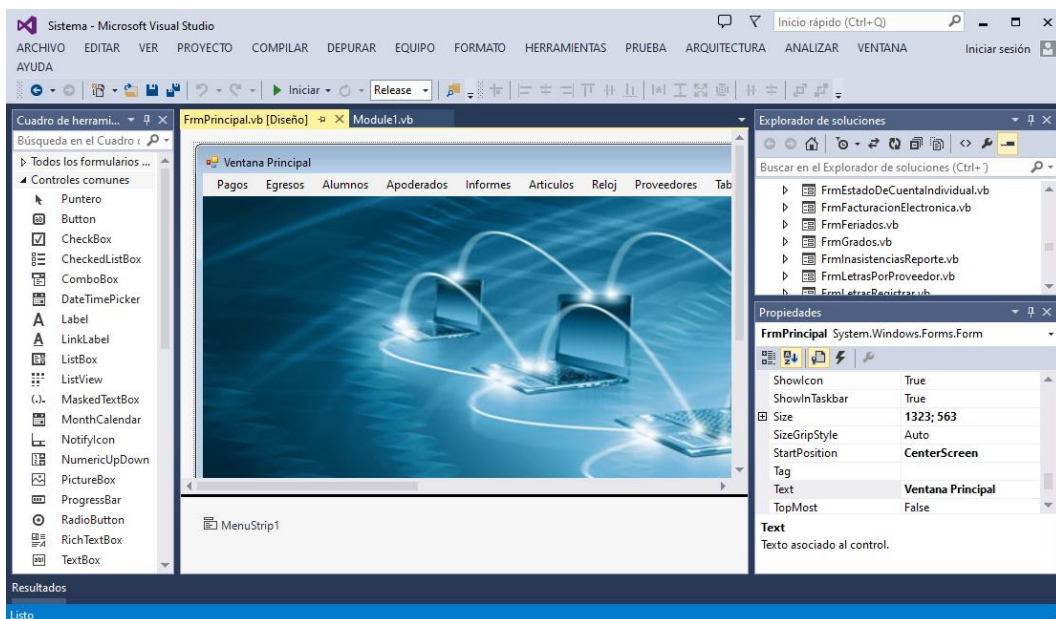 Sistema - Microsoft Visual Studio
Inicio rápido (Ctrl+Q)
ARCHIVO EDITAR VER PROYECTO COMPILAR DEPURAR EQUIPO FORMATO HERRAMIENTAS PRUEBA ARQUITECTURA ANALIZAR VENTANA Iniciar sesión
AYUDA
Iniciar Release
Cuadro de herrami...
Búsqueda en el Cuadro
Todos los formularios ...
Controles comunes
Puntero
Button
CheckBox
CheckedListBox
ComboBox
DateTimePicker
Label
LinkLabel
ListBox
ListView
MaskedTextBox
MonthCalendar
NotifyIcon
NumericUpDown
PictureBox
ProgressBar
RadioButton
RichTextBox
TextBox
FrmPrincipal.vb [Diseño] Module1.vb
Ventana Principal
Pagos Egresos Alumnos Apoderados Informes Articulos Reloj Proveedores Tab
MenuStrip1
Explorador de soluciones
Buscar en el Explorador de soluciones (Ctrl+¨)
FrmEstadoDeCuentaIndividual.vb
FrmFacturacionElectronica.vb
FrmFeriados.vb
FrmGrados.vb
FrmInasistenciasReporte.vb
FrmLetrasPorProveedor.vb
FrmLetrasRegistrar.vb
Propiedades
FrmPrincipal System.Windows.Forms.Form
ShowIcon True
ShowInTaskbar True
Size 1323; 563
SizeGripStyle Auto
StartPosition CenterScreen
Tag
Text Ventana Principal
TopMost False
Text
Texto asociado al control.
Resultados
Listo